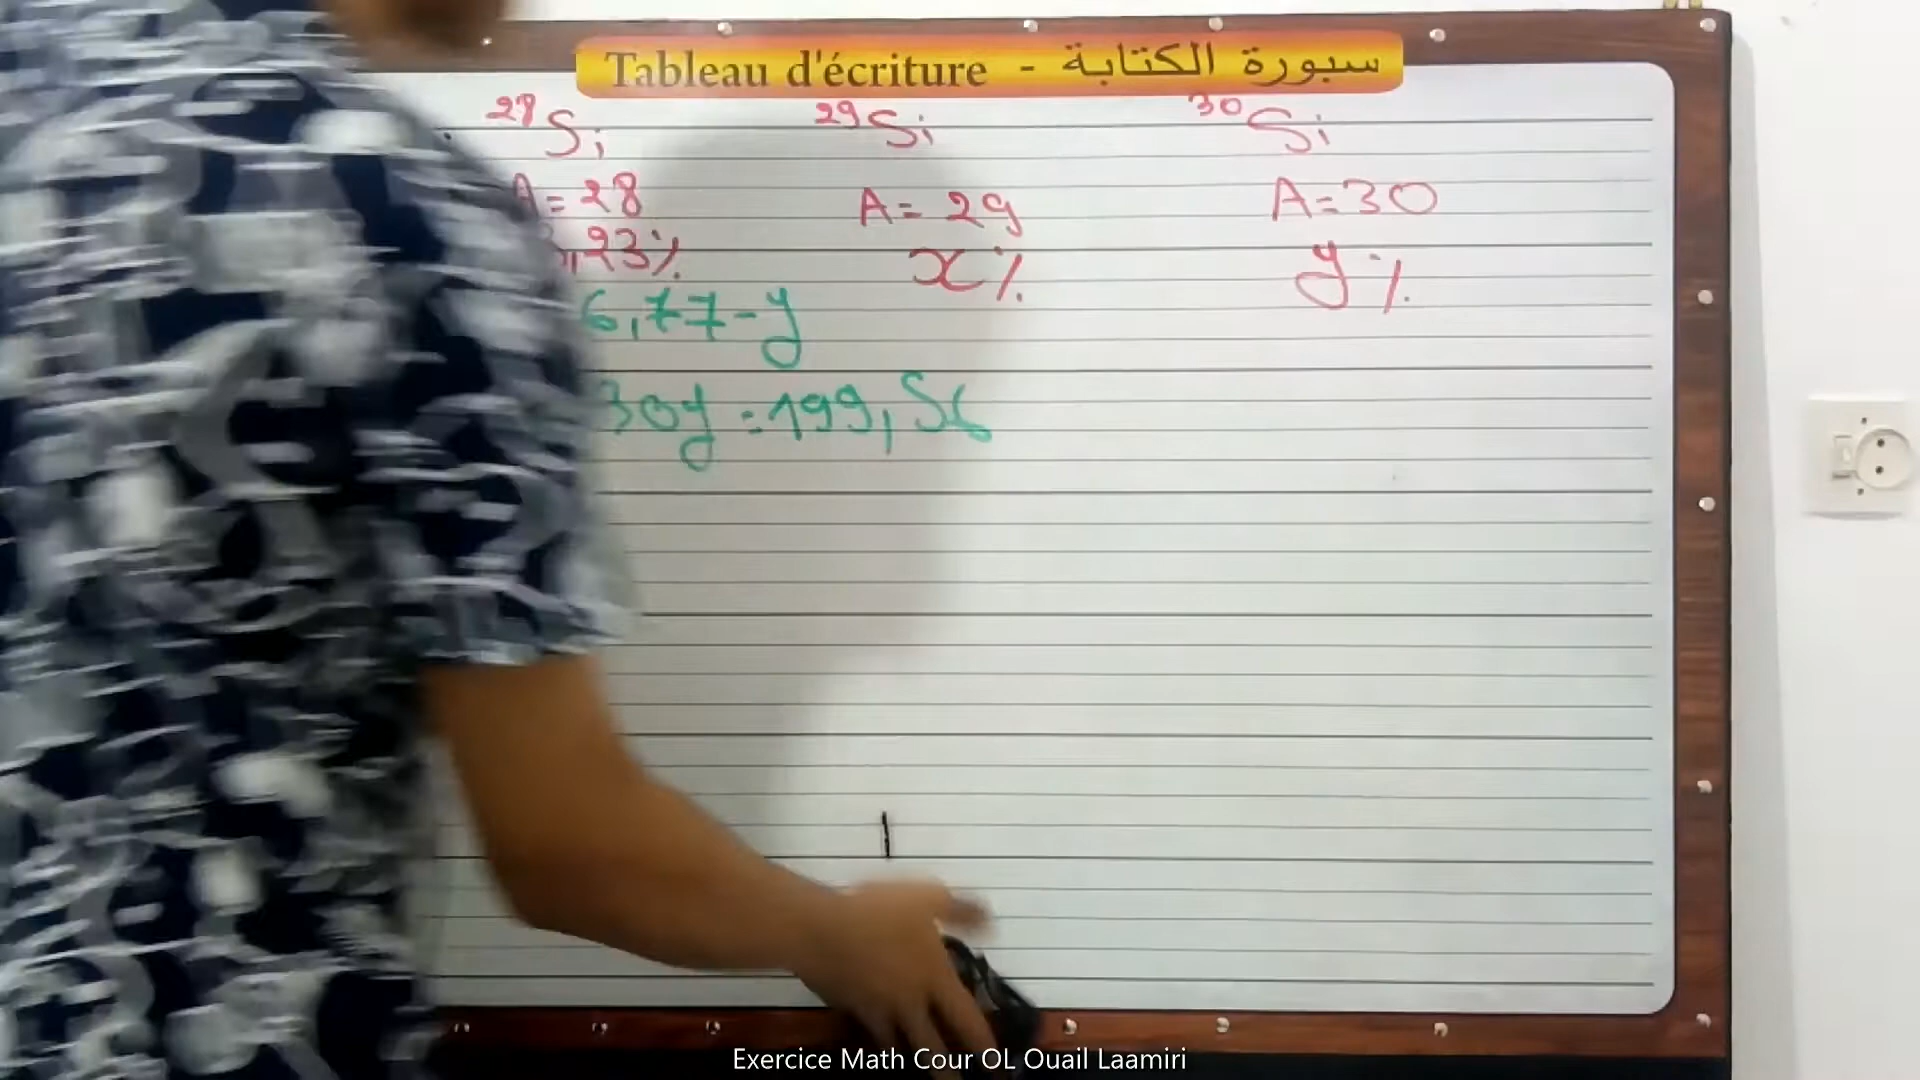 Tableau d'écriture - سبورة الكتابة
28Si 29Si 30Si
A=28 A=29 A=30
,23% x% y%
6,77-y
30y=199,56
Exercice Math Cour OL Ouail Laamiri